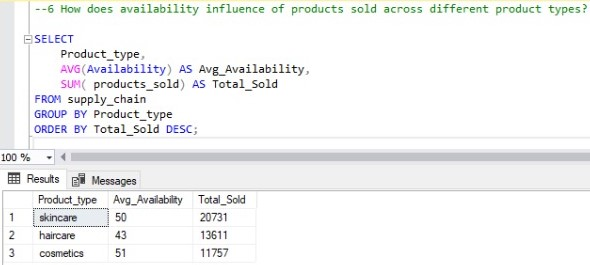 --6 How does availability influence of products sold across different product types?
SELECT
Product_type,
AVG(Availability) AS Avg_Availability,
SUM( products_sold) AS Total_Sold
FROM supply_chain
GROUP BY Product_type
ORDER BY Total_Sold DESC;
100 %
Results Messages
Product_type Avg_Availability Total_Sold
1 skincare 50 20731
2 haircare 43 13611
3 cosmetics 51 11757